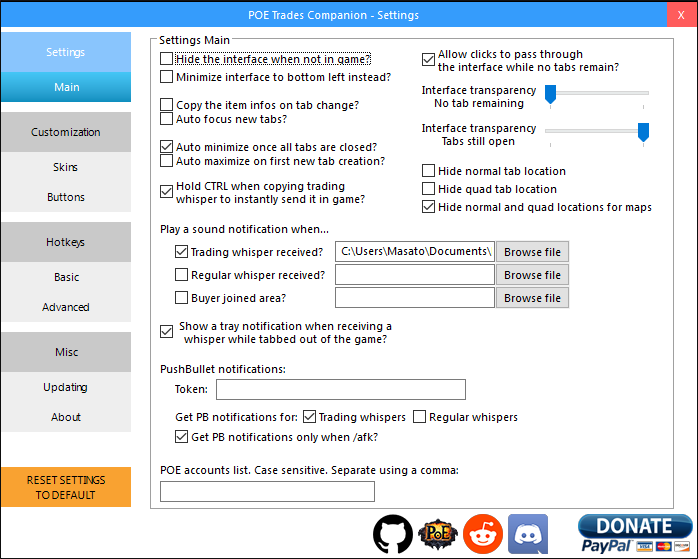 POE Trades Companion - Settings
X
Settings
Main
Customization
Skins
Buttons
Hotkeys
Basic
Advanced
Misc
Updating
About
RESET SETTINGS
TO DEFAULT
Settings Main
Hide the interface when not in game?
Minimize interface to bottom left instead?
Copy the item infos on tab change?
Auto focus new tabs?
Auto minimize once all tabs are closed?
Auto maximize on first new tab creation?
Hold CTRL when copying trading
whisper to instantly send it in game?
Allow clicks to pass through
the interface while no tabs remain?
Interface transparency
No tab remaining
Interface transparency
Tabs still open
Hide normal tab location
Hide quad tab location
Hide normal and quad locations for maps
Play a sound notification when...
Trading whisper received? C:\Users\Masato\Documents\ Browse file
Regular whisper received? Browse file
Buyer joined area? Browse file
Show a tray notification when receiving a
whisper while tabbed out of the game?
PushBullet notifications:
Token:
Get PB notifications for: Trading whispers Regular whispers
Get PB notifications only when /afk?
POE accounts list. Case sensitive. Separate using a comma:
PoE
DONATE
PayPal VISA